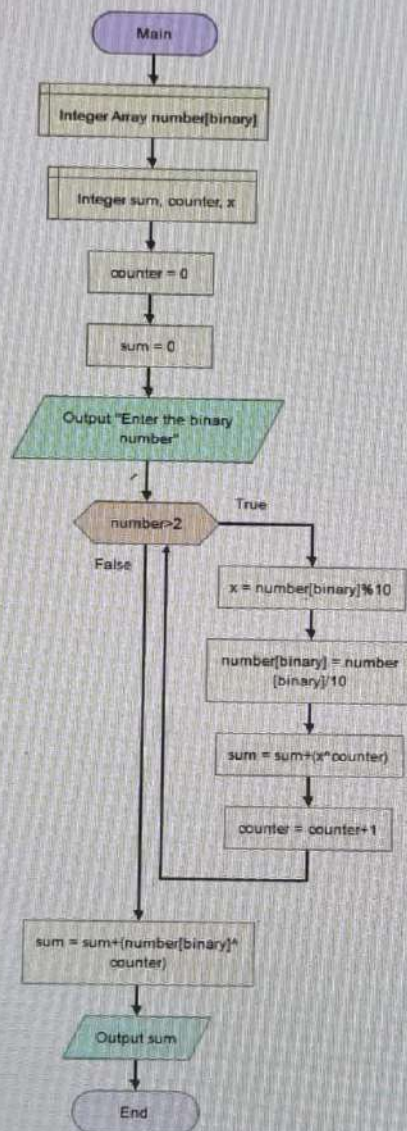 Main
Integer Array number[binary]
Integer sum, counter, x
counter = 0
sum = 0
Output "Enter the binary
number"
number>2
True
False
x = number[binary]%10
number[binary] = number
[binary]/10
sum = sum+(x^counter)
counter = counter+1
sum = sum+(number[binary]^
counter)
Output sum
End